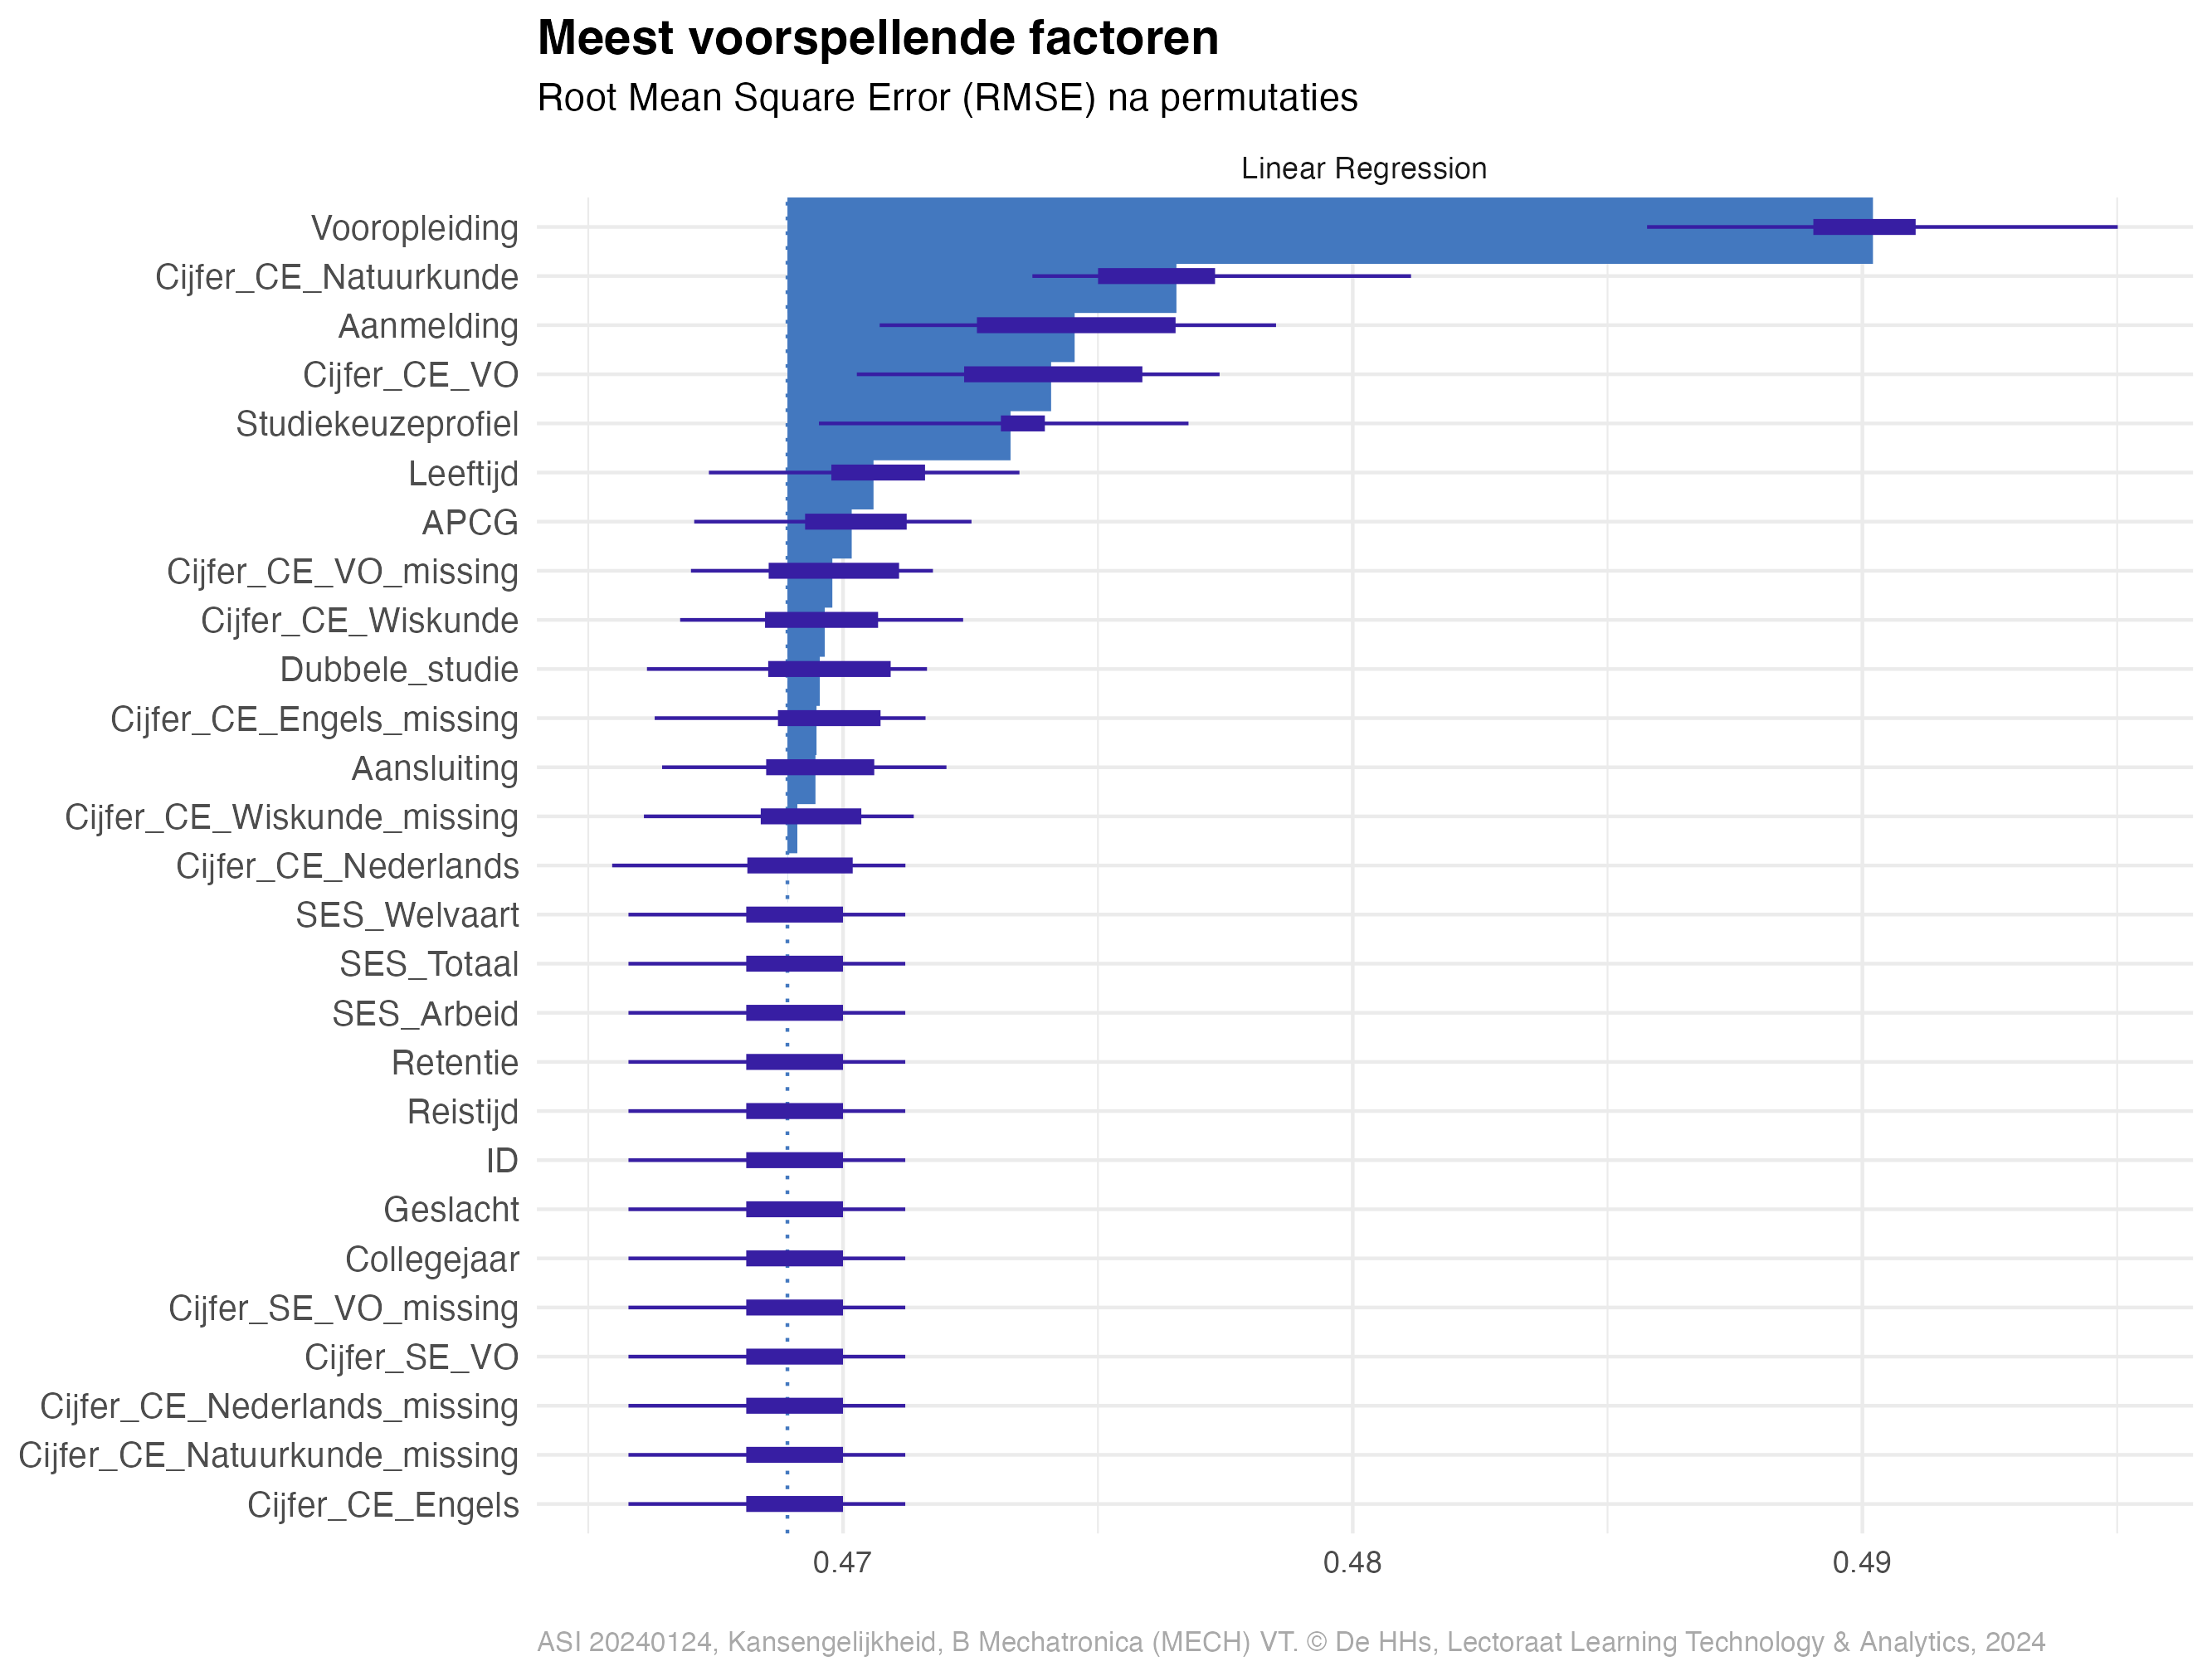 Meest voorspellende factoren
Root Mean Square Error (RMSE) na permutaties
Linear Regression
Vooropleiding
Cijfer_CE_Natuurkunde
Aanmelding
Cijfer_CE_VO
Studiekeuzeprofiel
Leeftijd
APCG
Cijfer_CE_VO_missing
Cijfer_CE_Wiskunde
Dubbele_studie
Cijfer_CE_Engels_missing
Aansluiting
Cijfer_CE_Wiskunde_missing
Cijfer_CE_Nederlands
SES_Welvaart
SES_Totaal
SES_Arbeid
Retentie
Reistijd
ID
Geslacht
Collegejaar
Cijfer_SE_VO_missing
Cijfer_SE_VO
Cijfer_CE_Nederlands_missing
Cijfer_CE_Natuurkunde_missing
Cijfer_CE_Engels
0.47 0.48 0.49
ASI 20240124, Kansengelijkheid, B Mechatronica (MECH) VT. © De HHs, Lectoraat Learning Technology & Analytics, 2024